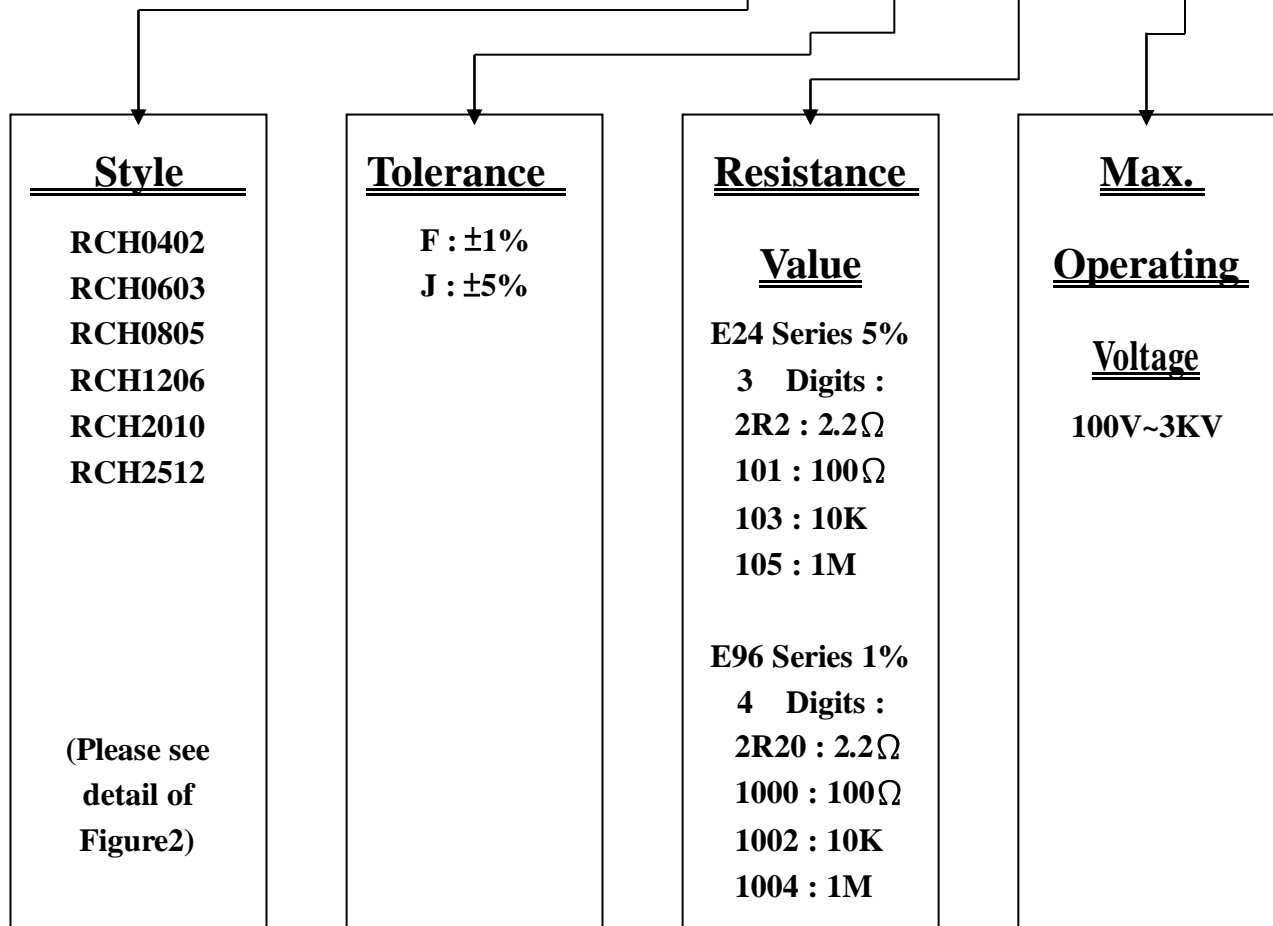 Style
RCH0402
RCH0603
RCH0805
RCH1206
RCH2010
RCH2512
(Please see
detail of
Figure2)
Tolerance
F : ±1%
J : ±5%
Resistance
Value
E24 Series 5%
3 Digits :
2R2 : 2.2Ω
101 : 100Ω
103 : 10K
105 : 1M
E96 Series 1%
4 Digits :
2R20 : 2.2Ω
1000 : 100Ω
1002 : 10K
1004 : 1M
Max.
Operating
Voltage
100V~3KV